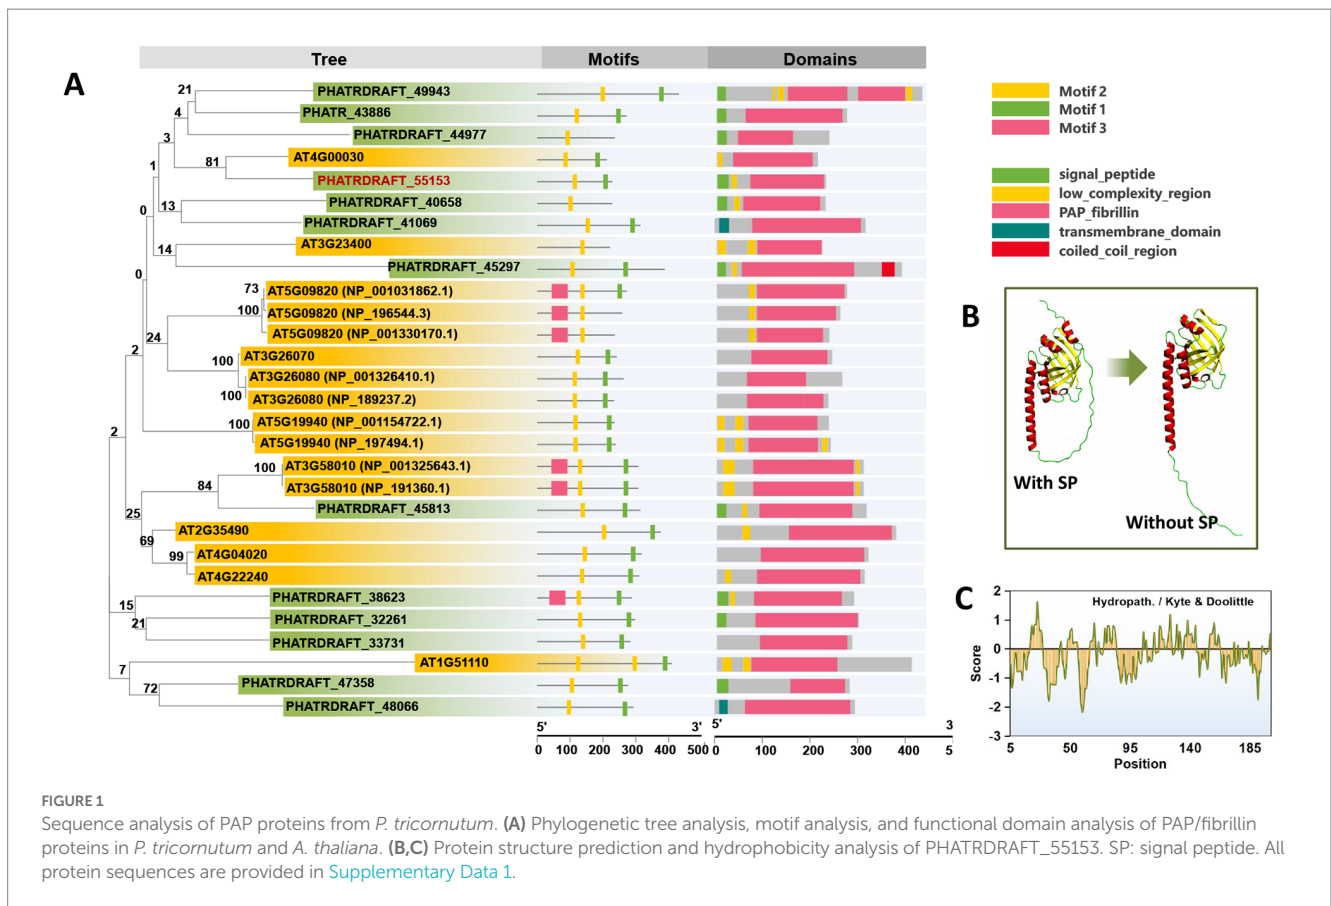 A
Tree Motifs Domains
21 PHATRDRAFT_49943
4 PHATR_43886
3 PHATRDRAFT_44977
1 81 AT4G00030
PHATRDRAFT_55153
0 13 PHATRDRAFT_40658
PHATRDRAFT_41069
14 AT3G23400
0 PHATRDRAFT_45297
73 AT5G09820 (NP_001031862.1)
100 AT5G09820 (NP_196544.3)
24 AT5G09820 (NP_001330170.1)
2 100 AT3G26070
AT3G26080 (NP_001326410.1)
100 AT3G26080 (NP_189237.2)
100 AT5G19940 (NP_001154722.1)
2 AT5G19940 (NP_197494.1)
100 AT3G58010 (NP_001325643.1)
84 AT3G58010 (NP_191360.1)
25 PHATRDRAFT_45813
69 AT2G35490
99 AT4G04020
AT4G22240
15 PHATRDRAFT_38623
21 PHATRDRAFT_32261
PHATRDRAFT_33731
7 AT1G51110
72 PHATRDRAFT_47358
PHATRDRAFT_48066
5' 3' 5' 3
0 100 200 300 400 500 0 100 200 300 400 5
Motif 2
Motif 1
Motif 3
signal_peptide
low_complexity_region
PAP_fibrillin
transmembrane_domain
coiled_coil_region
B
With SP
Without SP
C
Hydropath. / Kyte & Doolittle
Score
2
1
0
-1
-2
-3
5 50 95 140 185
Position
FIGURE 1
Sequence analysis of PAP proteins from P. tricornutum. (A) Phylogenetic tree analysis, motif analysis, and functional domain analysis of PAP/fibrillin
proteins in P. tricornutum and A. thaliana. (B,C) Protein structure prediction and hydrophobicity analysis of PHATRDRAFT_55153. SP: signal peptide. All
protein sequences are provided in Supplementary Data 1.